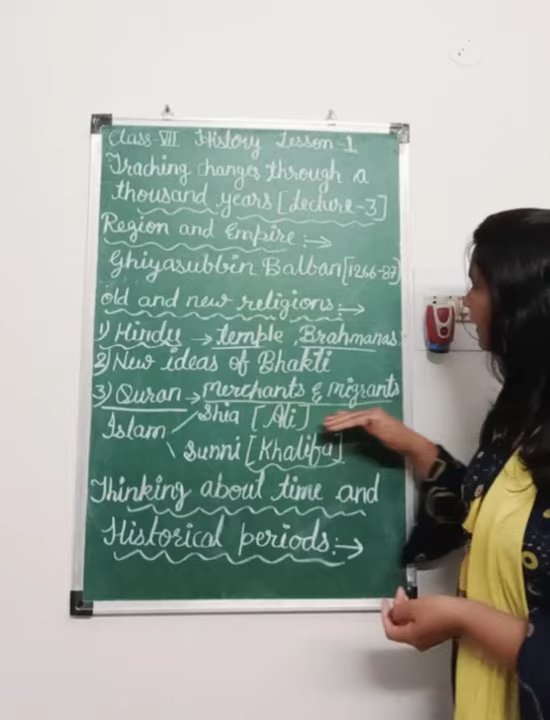 Class-VII History Lesson-1
Traching changes through a
thousand years [Lecture-3]
Region and Empire :→
Ghiyasubbin Balban [1266-87]
old and new religions :→
1) Hindu → temple, Brahmanas
2) New ideas of Bhakti
3) Quran → Merchants & migrants
Islam / Shia [Ali]
\ Sunni [Khalifa]
Thinking about time and
Historical periods :→